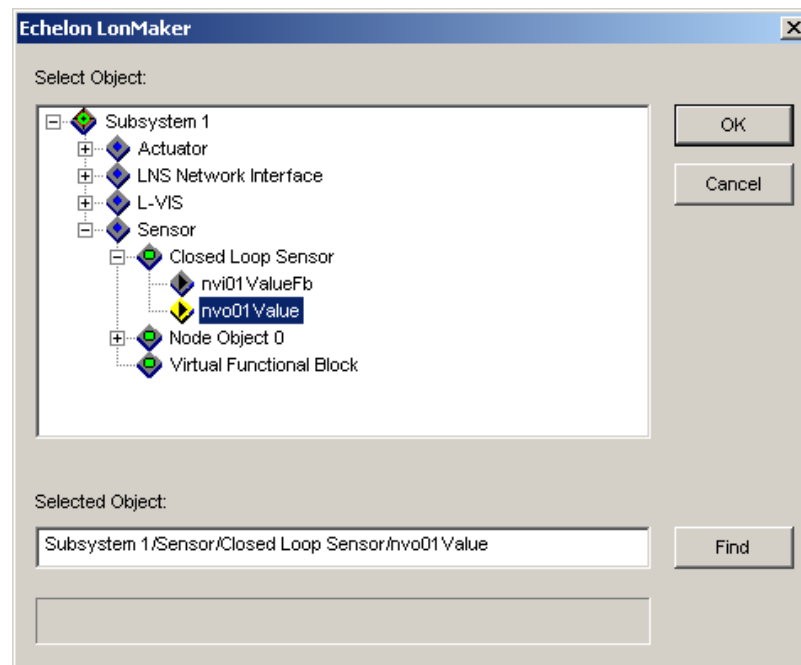 Echelon LonMaker
Select Object:
Subsystem 1
Actuator
LNS Network Interface
L-VIS
Sensor
Closed Loop Sensor
nvi01ValueFb
nvo01Value
Node Object 0
Virtual Functional Block
OK
Cancel
Selected Object:
Subsystem 1/Sensor/Closed Loop Sensor/nvo01Value
Find